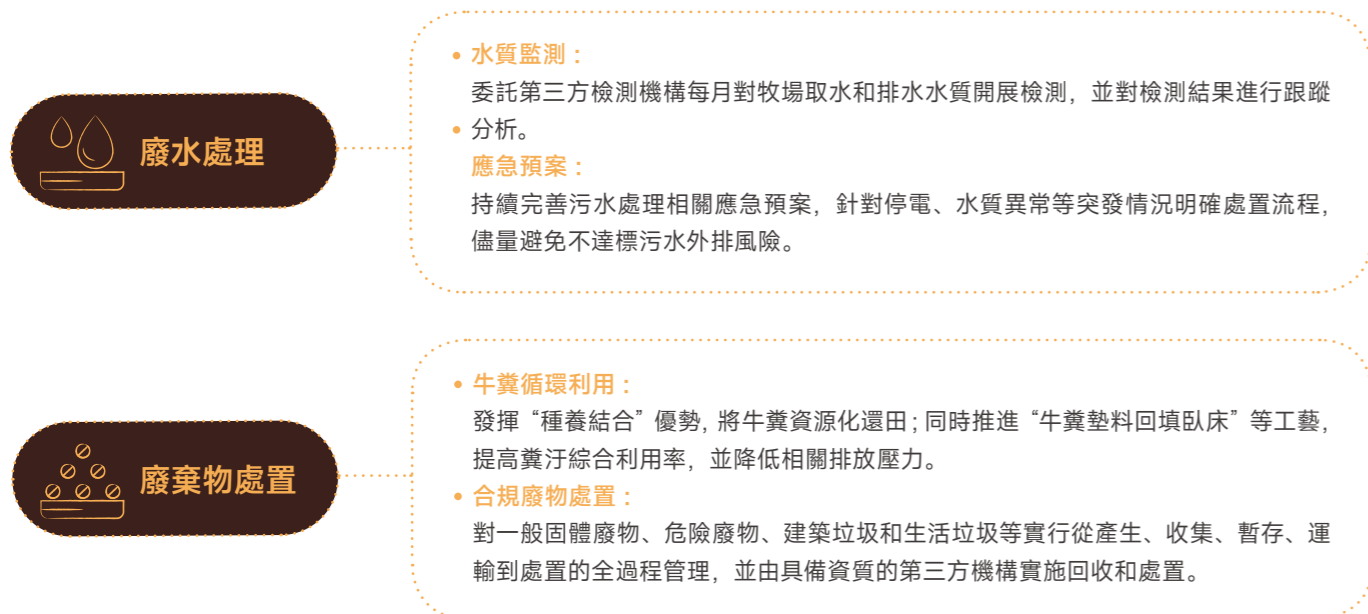 廢水處理
• 水質監測：
委託第三方檢測機構每月對牧場取水和排水水質開展檢測，並對檢測結果進行跟蹤
• 分析。
應急預案：
持續完善污水處理相關應急預案，針對停電、水質異常等突發情況明確處置流程，
儘量避免不達標污水外排風險。
廢棄物處置
• 牛糞循環利用：
發揮“種養結合”優勢，將牛糞資源化還田；同時推進“牛糞墊料回填臥床”等工藝，
提高糞汙綜合利用率，並降低相關排放壓力。
• 合規廢物處置：
對一般固體廢物、危險廢物、建築垃圾和生活垃圾等實行從產生、收集、暫存、運
輸到處置的全過程管理，並由具備資質的第三方機構實施回收和處置。